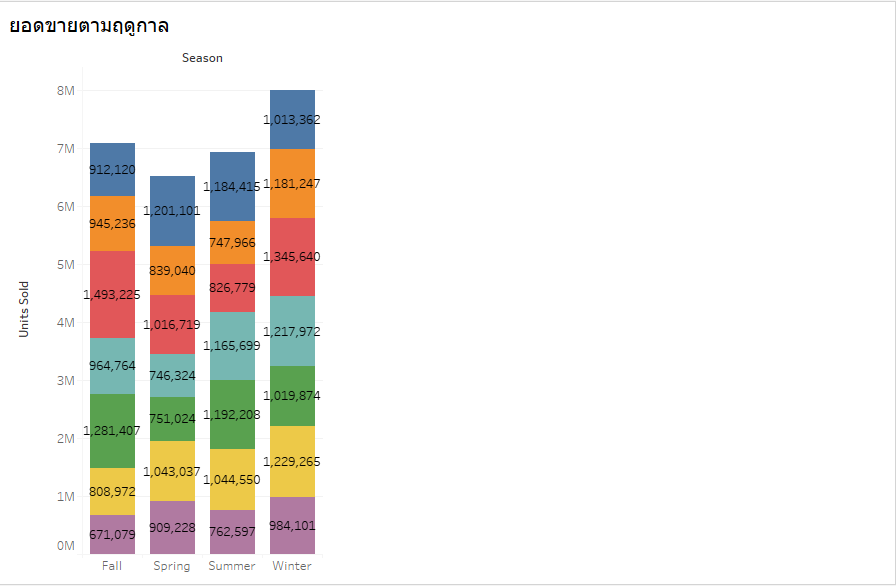 ยอดขายตามฤดูกาล
Season
8M
7M
6M
5M
4M
3M
2M
1M
0M
Units Sold
912,120
945,236
1,493,225
964,764
1,281,407
808,972
671,079
1,201,101
839,040
1,016,719
746,324
751,024
1,043,037
909,228
1,184,415
747,966
826,779
1,165,699
1,192,208
1,044,550
762,597
1,013,362
1,181,247
1,345,640
1,217,972
1,019,874
1,229,265
984,101
Fall Spring Summer Winter